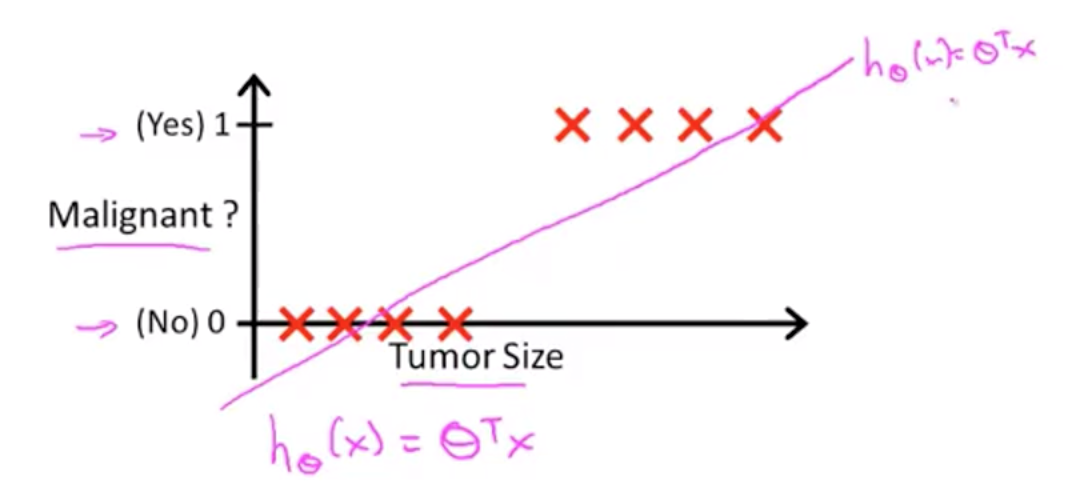 hθ(x) = θᵀx
(Yes) 1
Malignant ?
(No) 0
Tumor Size
hθ(x) = θᵀx